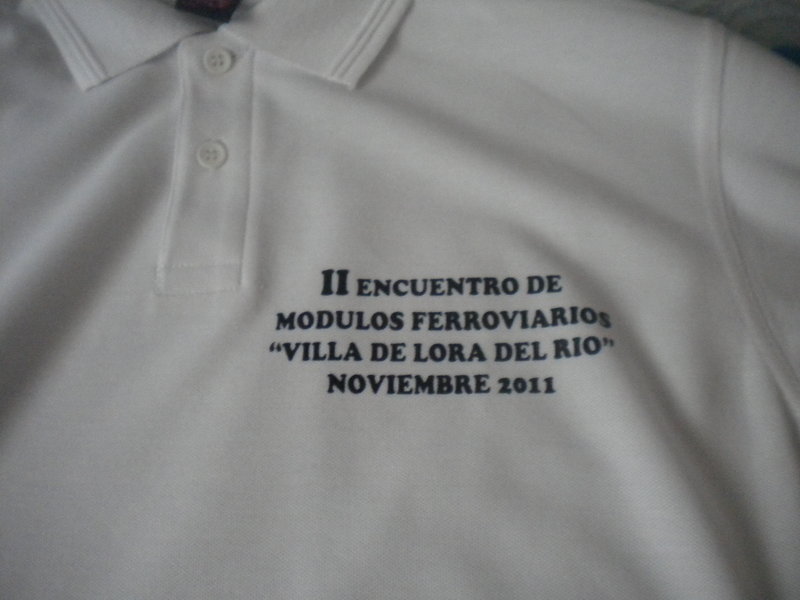 II ENCUENTRO DE
MODULOS FERROVIARIOS
“VILLA DE LORA DEL RIO”
NOVIEMBRE 2011